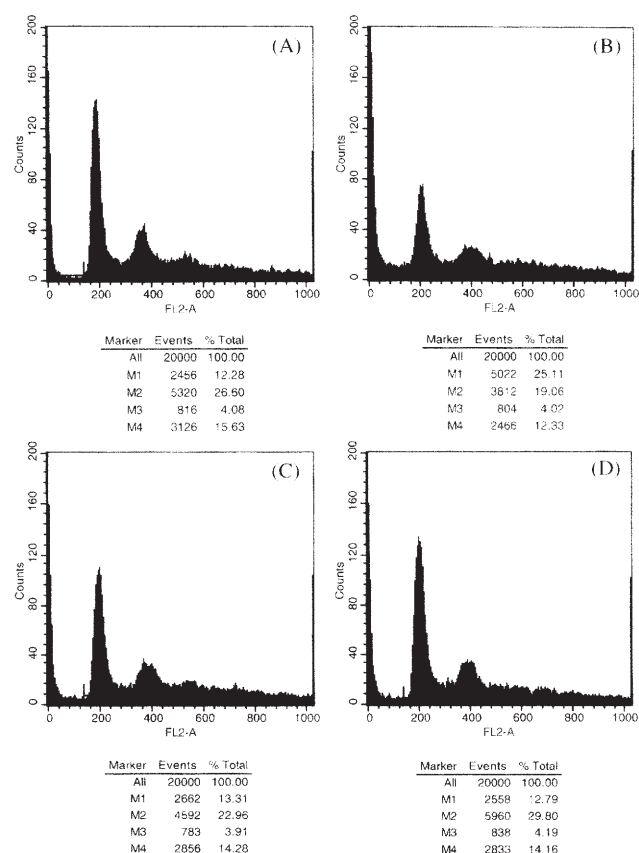 (A)
200
160
120
80
40
0
Counts
0 200 400 600 800 1000
FL2-A
Marker Events % Total
All 20000 100.00
M1 2456 12.28
M2 5320 26.60
M3 816 4.08
M4 3126 15.63
(B)
200
160
120
80
40
0
Counts
0 200 400 600 800 1000
FL2-A
Marker Events % Total
All 20000 100.00
M1 5022 25.11
M2 3812 19.06
M3 804 4.02
M4 2466 12.33
(C)
200
160
120
80
40
0
Counts
0 200 400 600 800 1000
FL2-A
Marker Events % Total
All 20000 100.00
M1 2662 13.31
M2 4592 22.96
M3 783 3.91
M4 2856 14.28
(D)
200
160
120
80
40
0
Counts
0 200 400 600 800 1000
FL2-A
Marker Events % Total
All 20000 100.00
M1 2558 12.79
M2 5960 29.80
M3 838 4.19
M4 2833 14.16